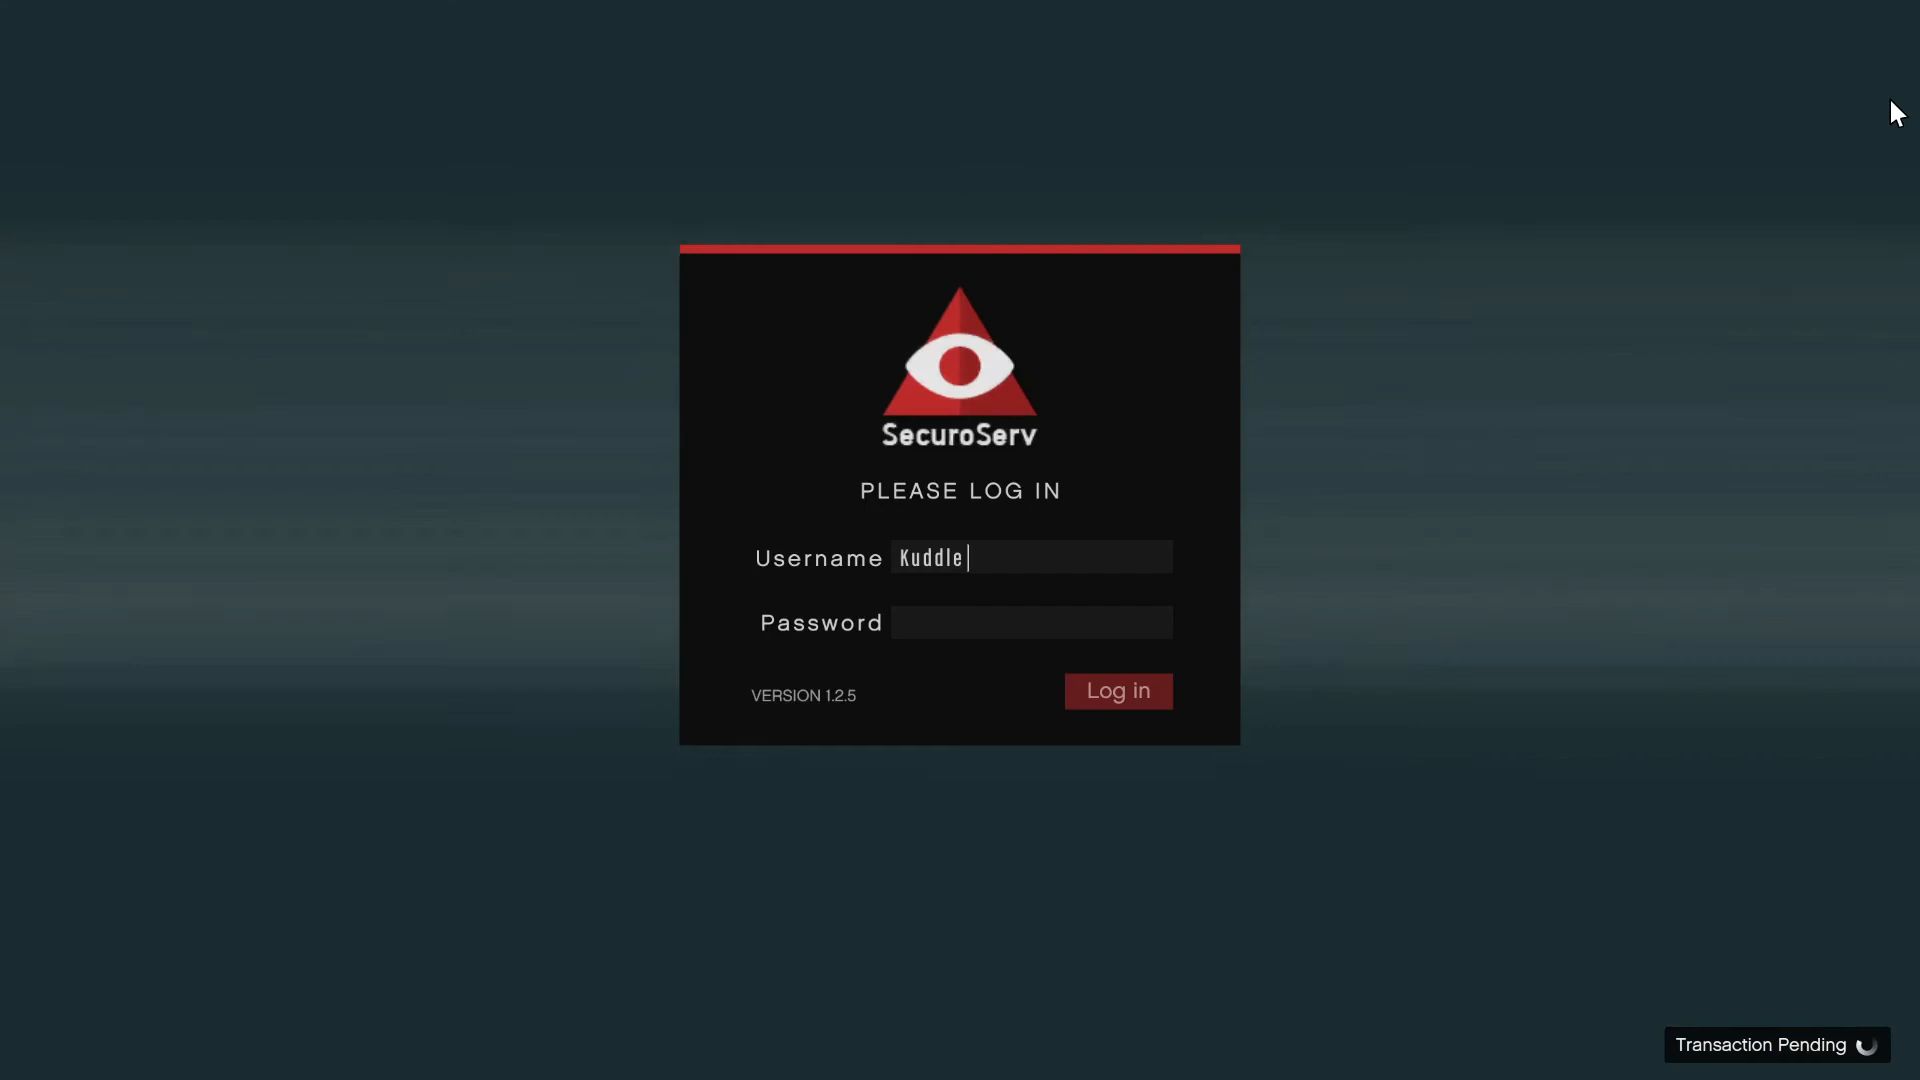 SecuroServ
PLEASE LOG IN
Username Kuddle
Password
VERSION 1.2.5
Log in
Transaction Pending